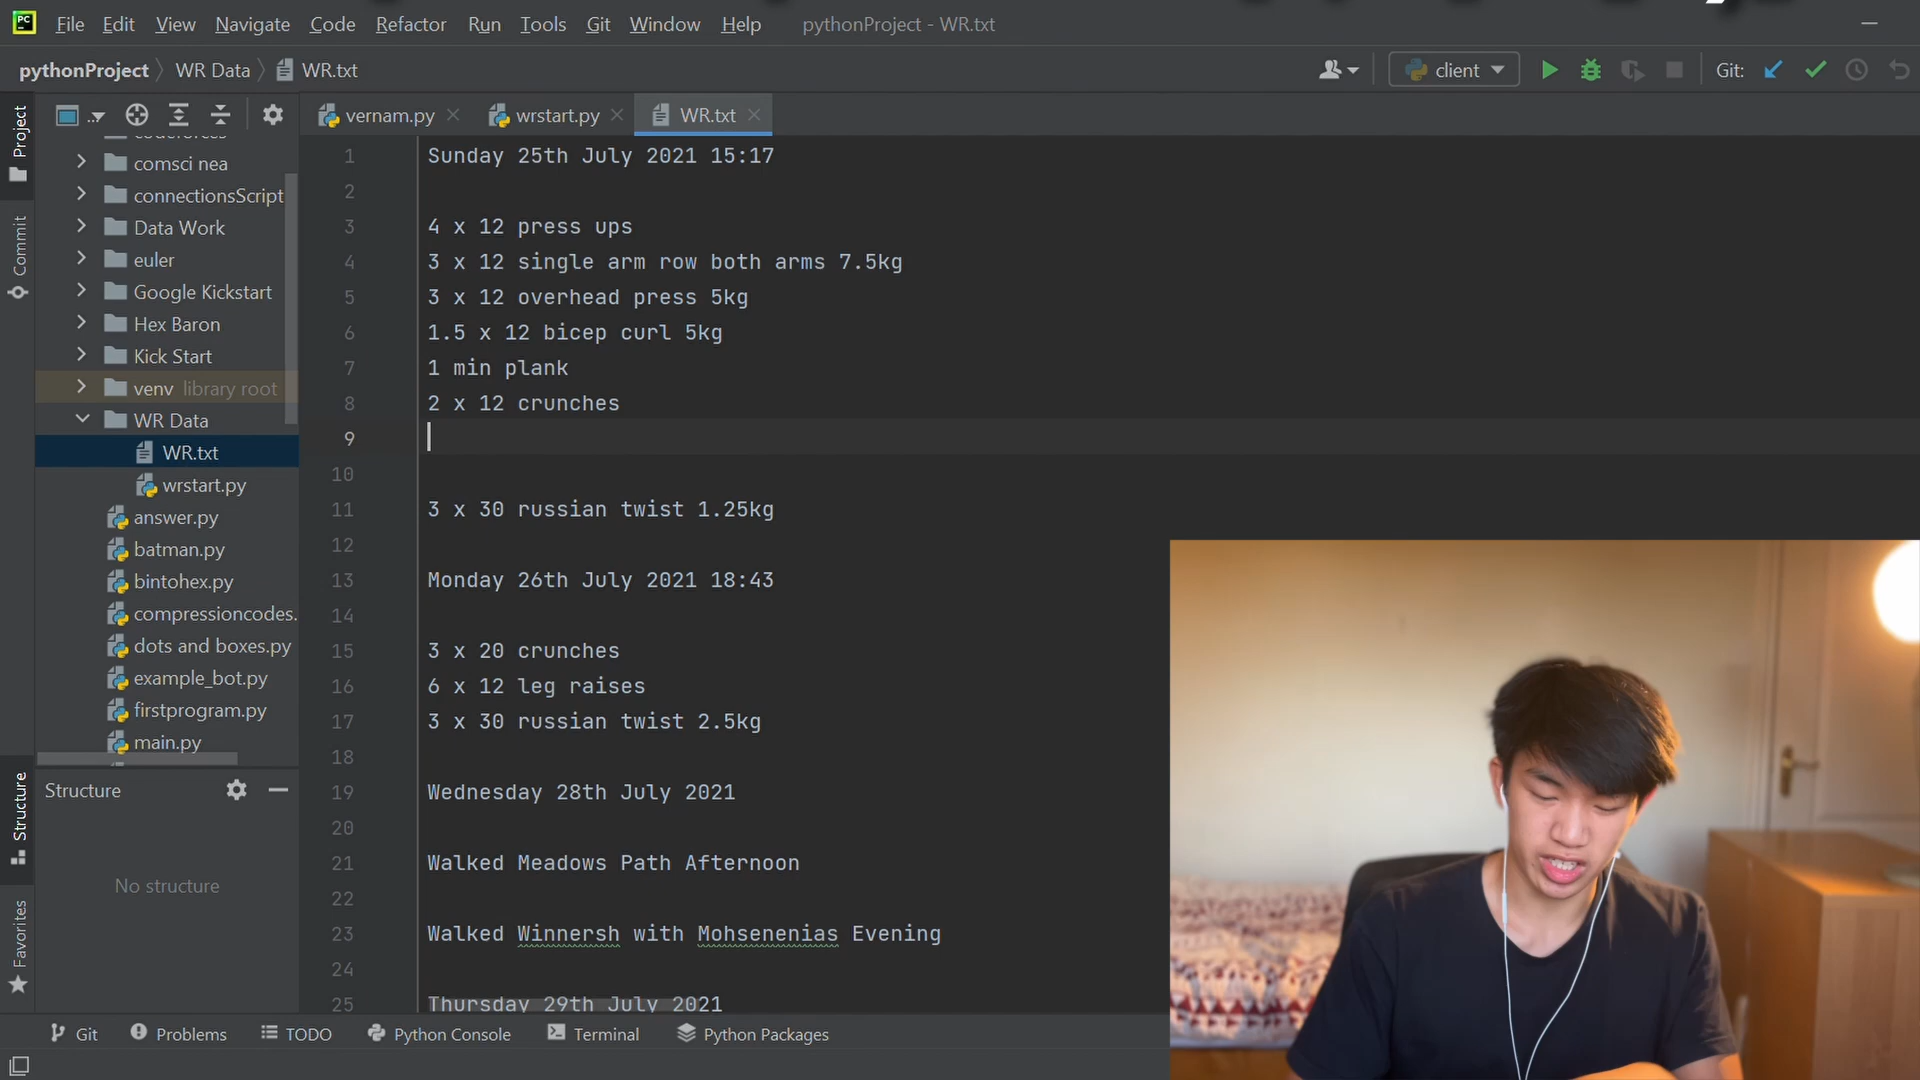 PC
File Edit View Navigate Code Refactor Run Tools Git Window Help pythonProject - WR.txt
pythonProject WR Data WR.txt
client Git:
Project
Commit
Structure
Favorites
comsci nea
connectionsScript
Data Work
euler
Google Kickstart
Hex Baron
Kick Start
venv library root
WR Data
WR.txt
wrstart.py
answer.py
batman.py
bintohex.py
compressioncodes.
dots and boxes.py
example_bot.py
firstprogram.py
main.py
Structure
No structure
vernam.py wrstart.py WR.txt
1 Sunday 25th July 2021 15:17
2
3 4 x 12 press ups
4 3 x 12 single arm row both arms 7.5kg
5 3 x 12 overhead press 5kg
6 1.5 x 12 bicep curl 5kg
7 1 min plank
8 2 x 12 crunches
9
10
11 3 x 30 russian twist 1.25kg
12
13 Monday 26th July 2021 18:43
14
15 3 x 20 crunches
16 6 x 12 leg raises
17 3 x 30 russian twist 2.5kg
18
19 Wednesday 28th July 2021
20
21 Walked Meadows Path Afternoon
22
23 Walked Winnersh with Mohsenenias Evening
24
25 Thursday 29th July 2021
Git Problems TODO Python Console Terminal Python Packages